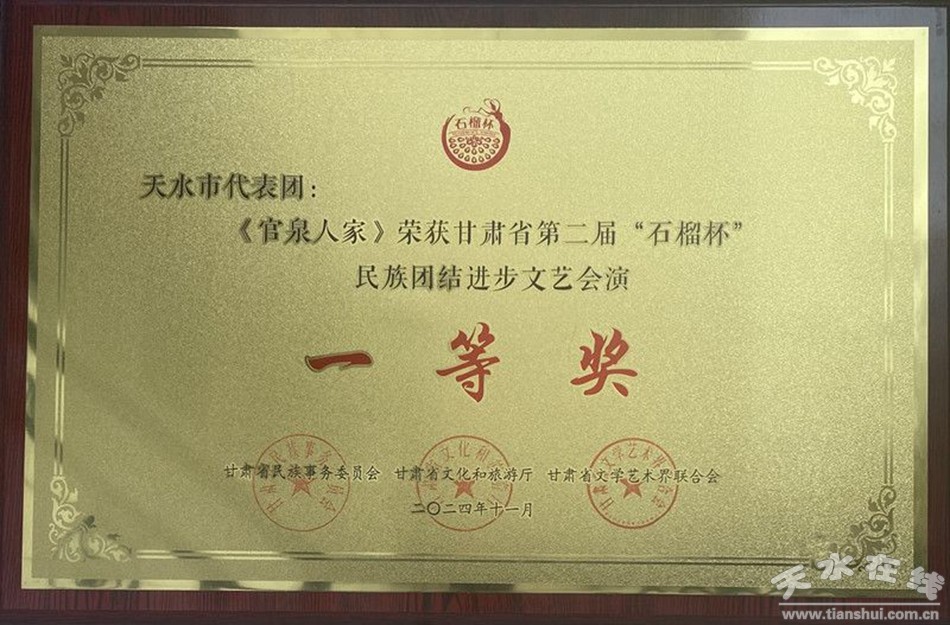 石榴杯
天水市代表团：
《官泉人家》荣获甘肃省第二届“石榴杯”
民族团结进步文艺会演
一等奖
甘肃省民族事务委员会 甘肃省文化和旅游厅 甘肃省文学艺术界联合会
二〇二四年十一月
天水在线
www.tianshui.com.cn